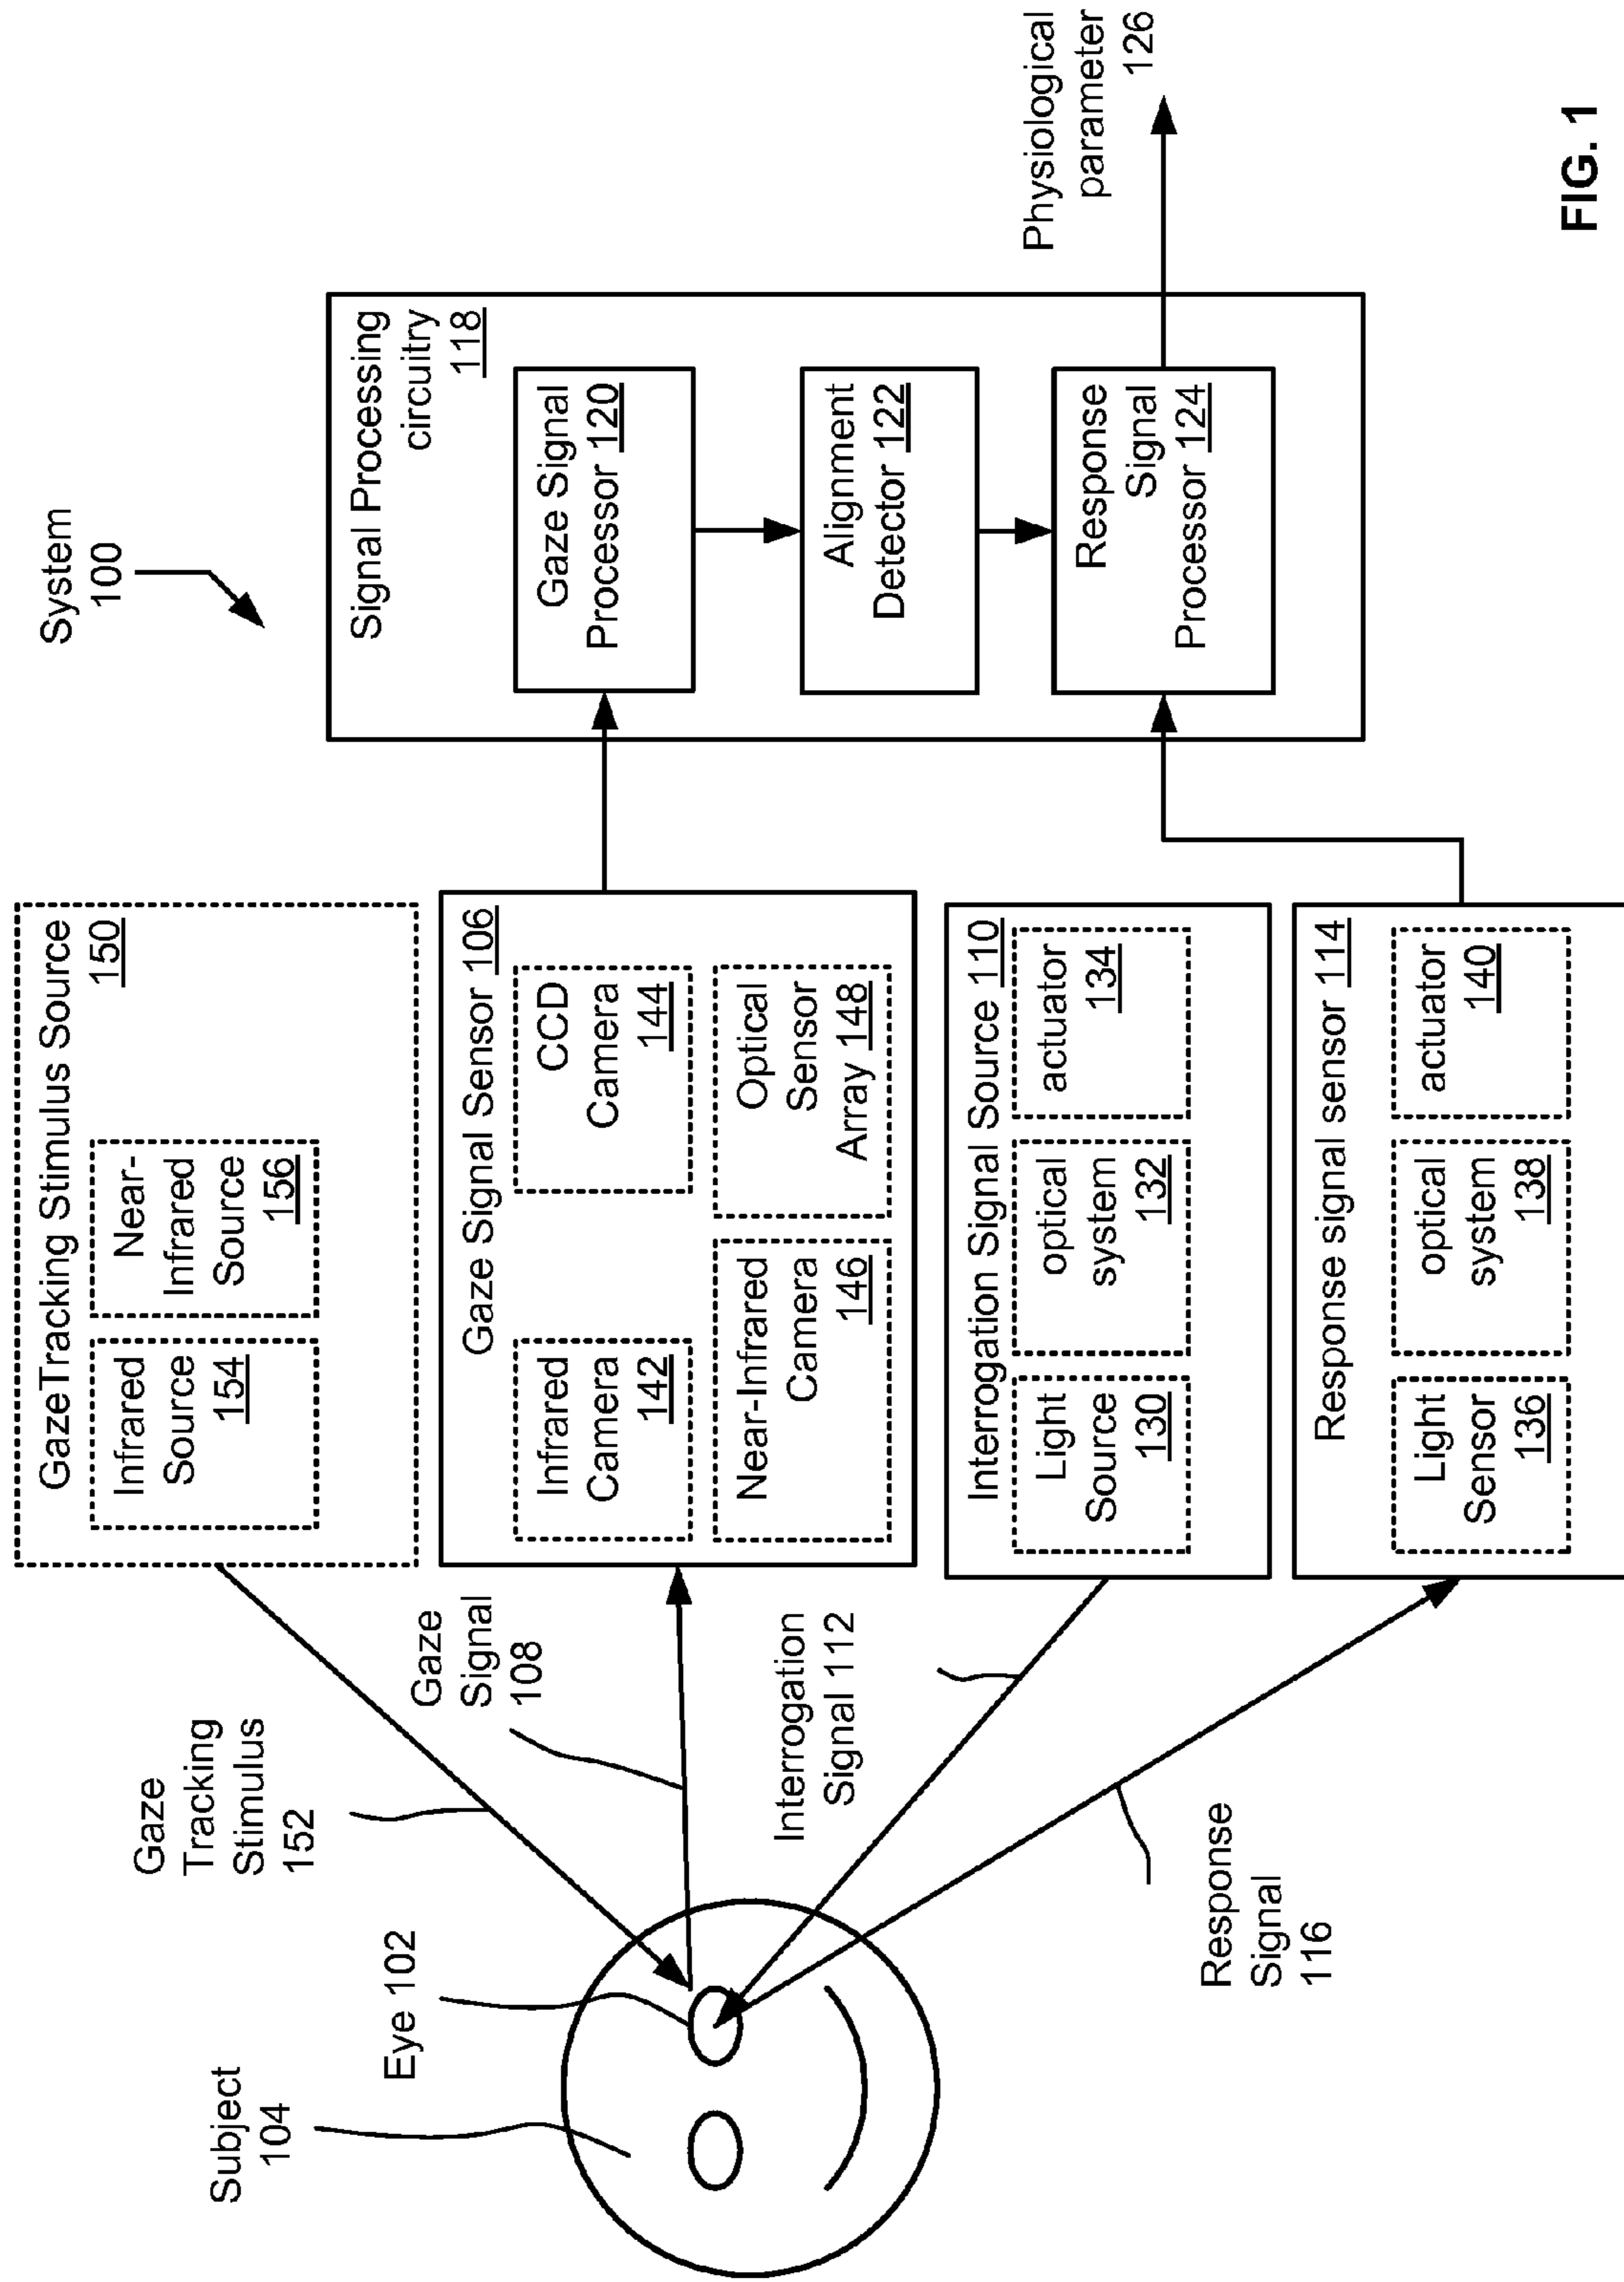 System
100
Subject
104
Eye 102
Gaze
Tracking
Stimulus
152
Gaze
Signal
108
Interrogation
Signal 112
Response
Signal
116
GazeTracking Stimulus Source
150
Infrared
Source
154
Near-
Infrared
Source
156
Gaze Signal Sensor 106
Infrared
Camera
142
CCD
Camera
144
Near-Infrared
Camera
146
Optical
Sensor
Array 148
Interrogation Signal Source 110
Light
Source
130
optical
system
132
actuator
134
Response signal sensor 114
Light
Sensor
136
optical
system
138
actuator
140
Signal Processing
circuitry
118
Gaze Signal
Processor 120
Alignment
Detector 122
Response
Signal
Processor 124
Physiological
parameter
126
FIG. 1